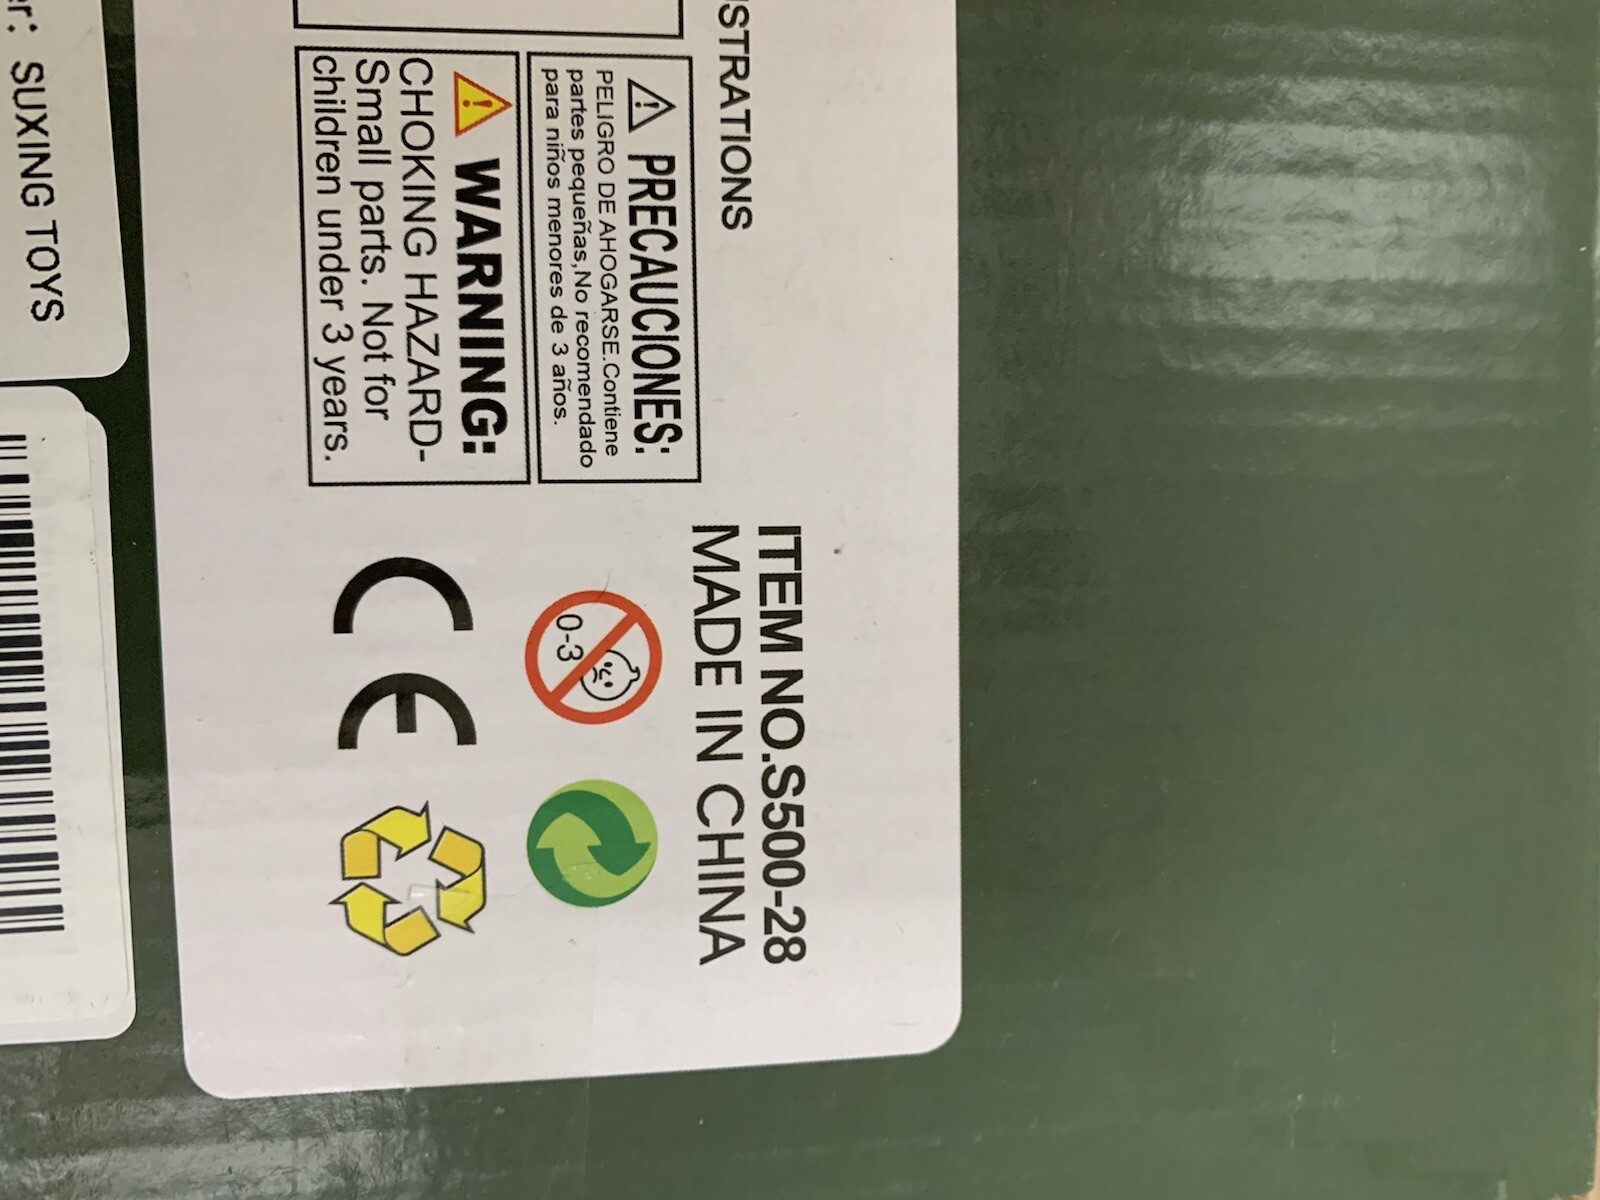 STRATIONS
PRECAUCIONES:
PELIGRO DE AHOGARSE.Contiene
partes pequeñas,No recomendado
para niños menores de 3 años.
WARNING:
CHOKING HAZARD-
Small parts. Not for
children under 3 years.
ITEM NO.S500-28
MADE IN CHINA
0-3
CE
r: SUXING TOYS